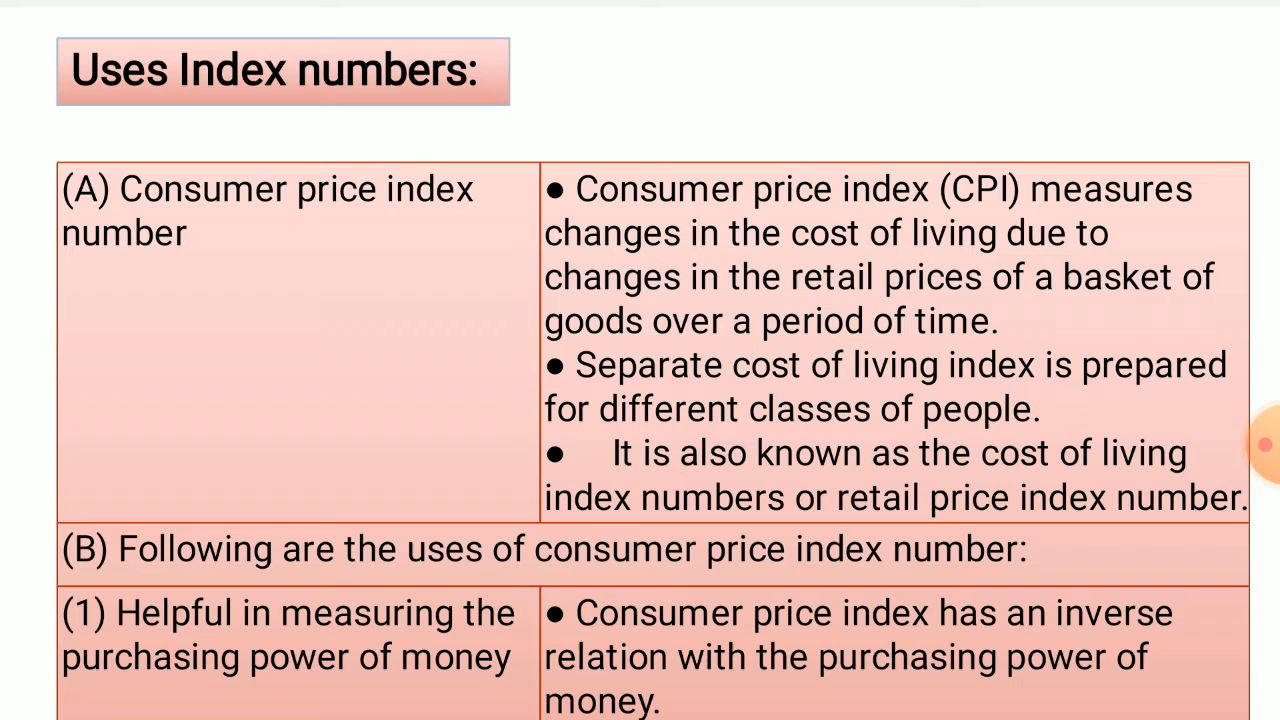 Uses Index numbers:
(A) Consumer price index
number
● Consumer price index (CPI) measures
changes in the cost of living due to
changes in the retail prices of a basket of
goods over a period of time.
● Separate cost of living index is prepared
for different classes of people.
● It is also known as the cost of living
index numbers or retail price index number.
(B) Following are the uses of consumer price index number:
(1) Helpful in measuring the
purchasing power of money
● Consumer price index has an inverse
relation with the purchasing power of
money.